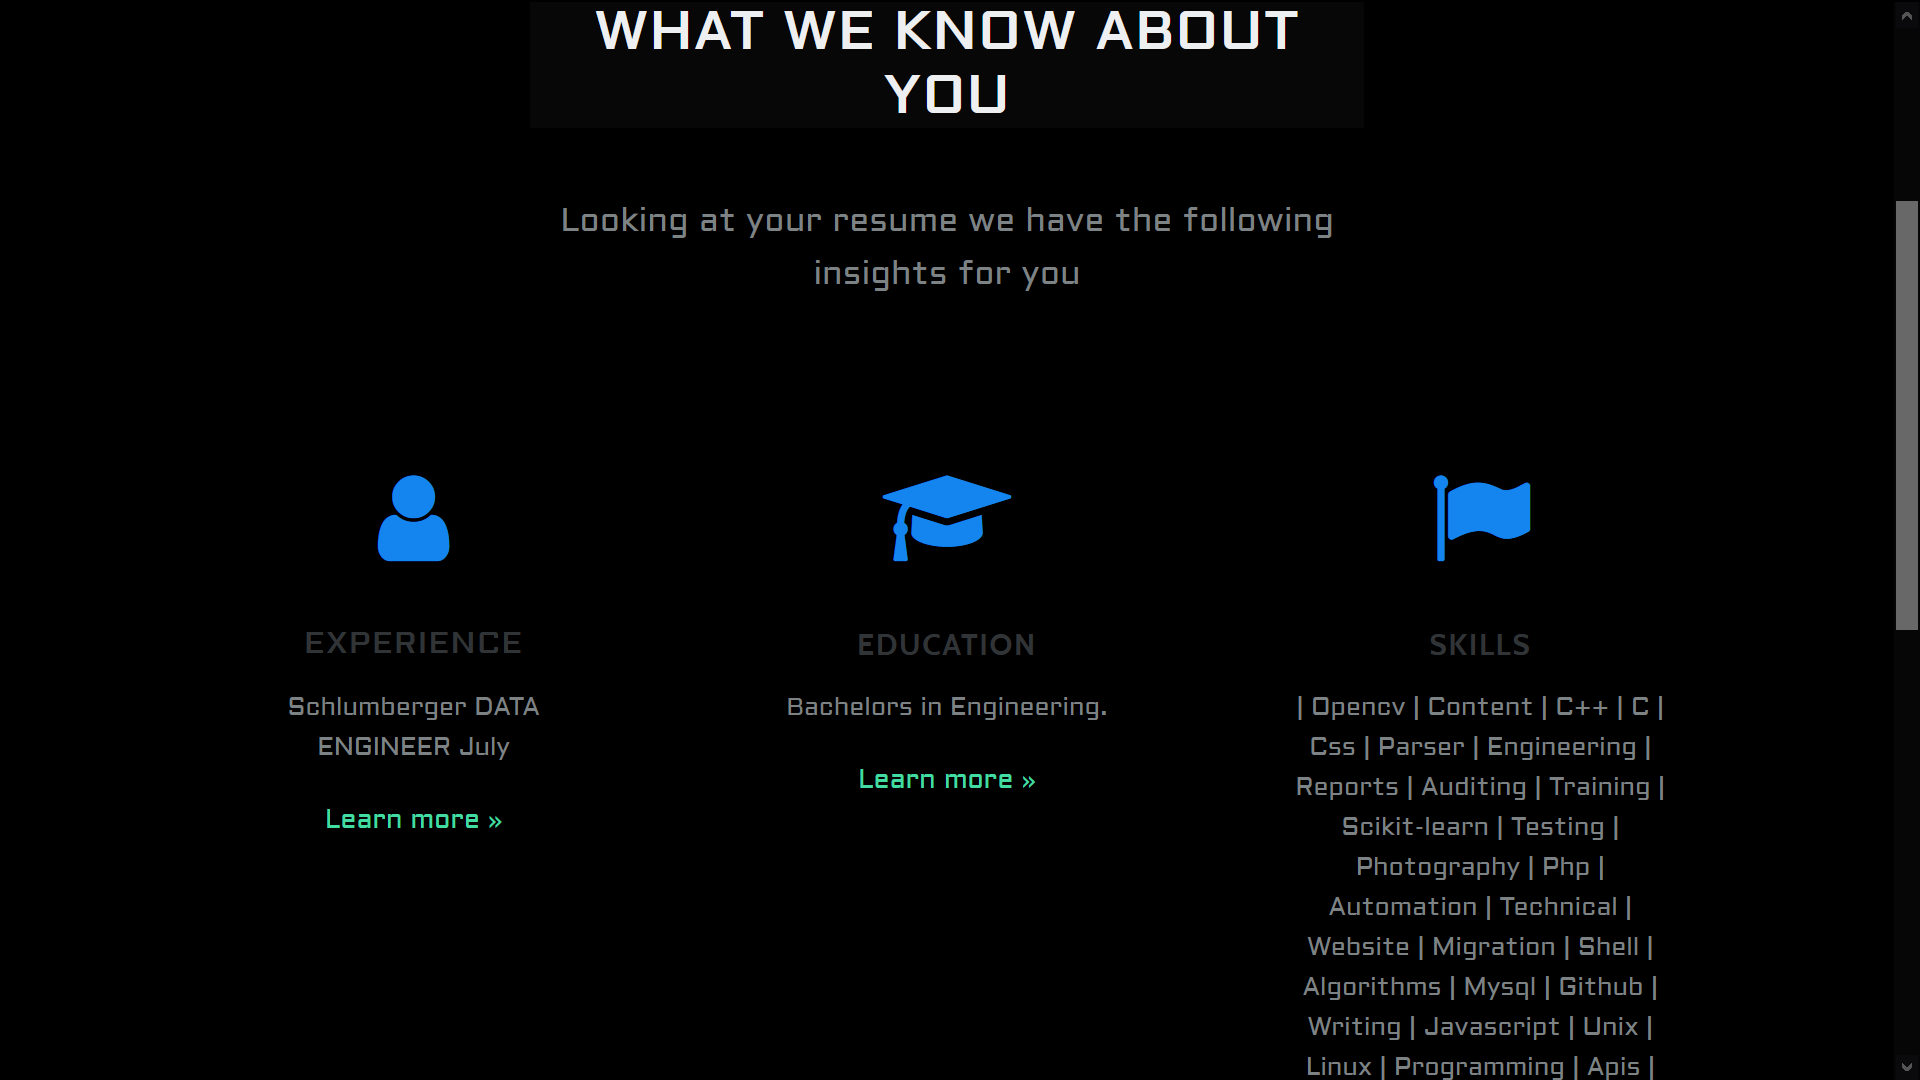 WHAT WE KNOW ABOUT
YOU
Looking at your resume we have the following
insights for you
EXPERIENCE
Schlumberger DATA
ENGINEER July
Learn more »
EDUCATION
Bachelors in Engineering.
Learn more »
SKILLS
| Opencv | Content | C++ | C |
Css | Parser | Engineering |
Reports | Auditing | Training |
Scikit-learn | Testing |
Photography | Php |
Automation | Technical |
Website | Migration | Shell |
Algorithms | Mysql | Github |
Writing | Javascript | Unix |
Linux | Programming | Apis |